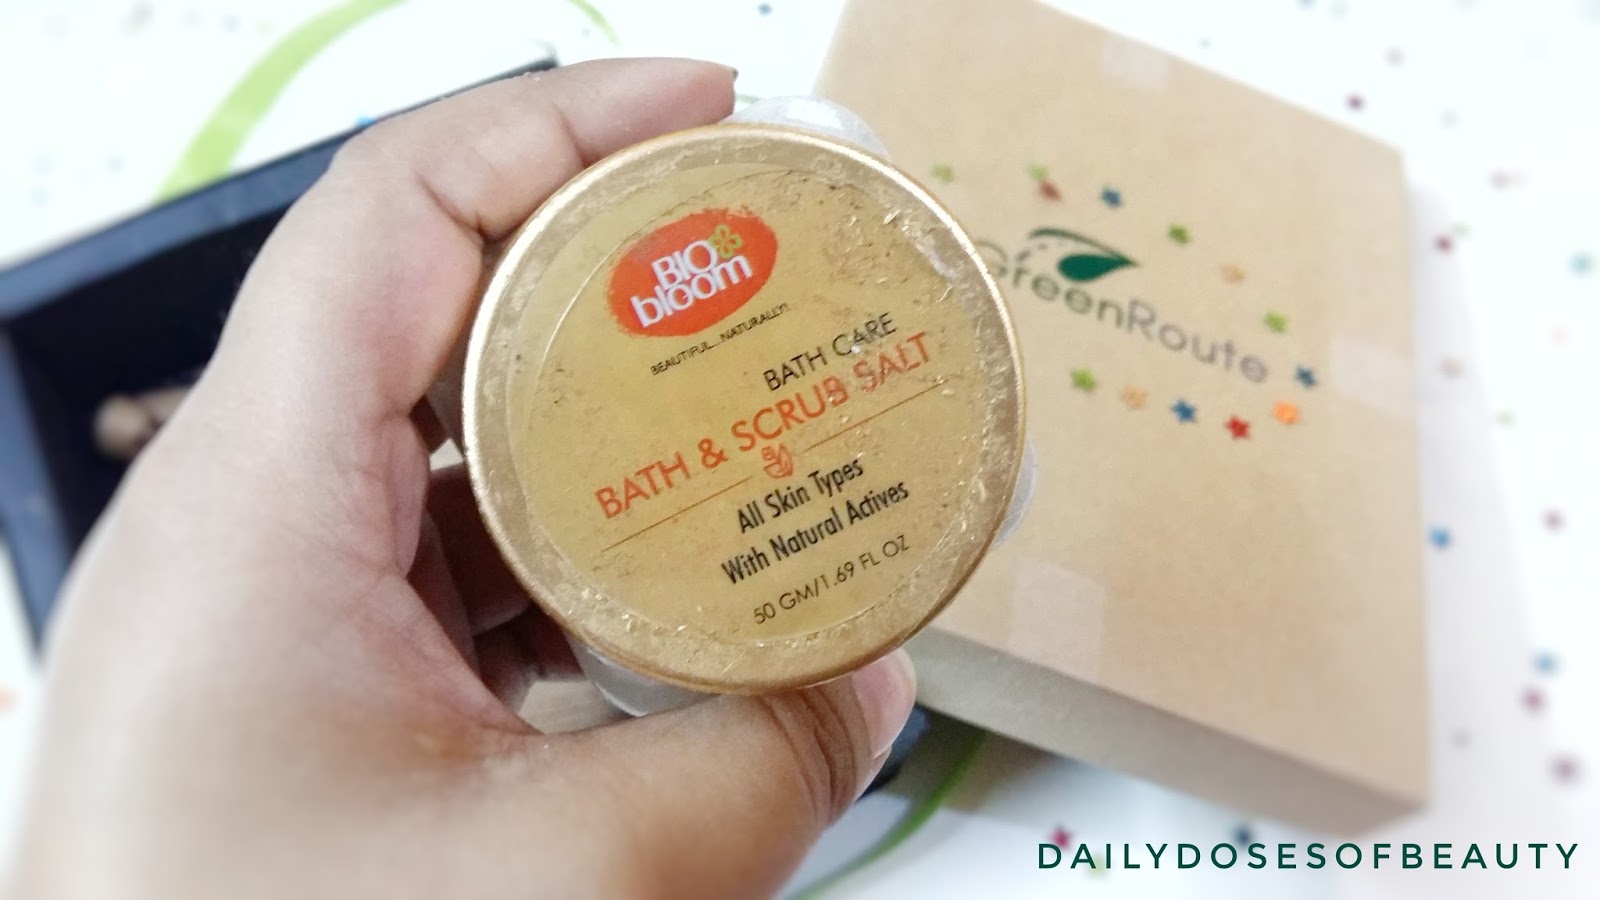 BIO
bloom
BEAUTIFUL...NATURALLY!
BATH CARE
BATH & SCRUB SALT
All Skin Types
With Natural Actives
50 GM/1.69 FL OZ
GreenRoute
DAILYDOSESOFBEAUTY